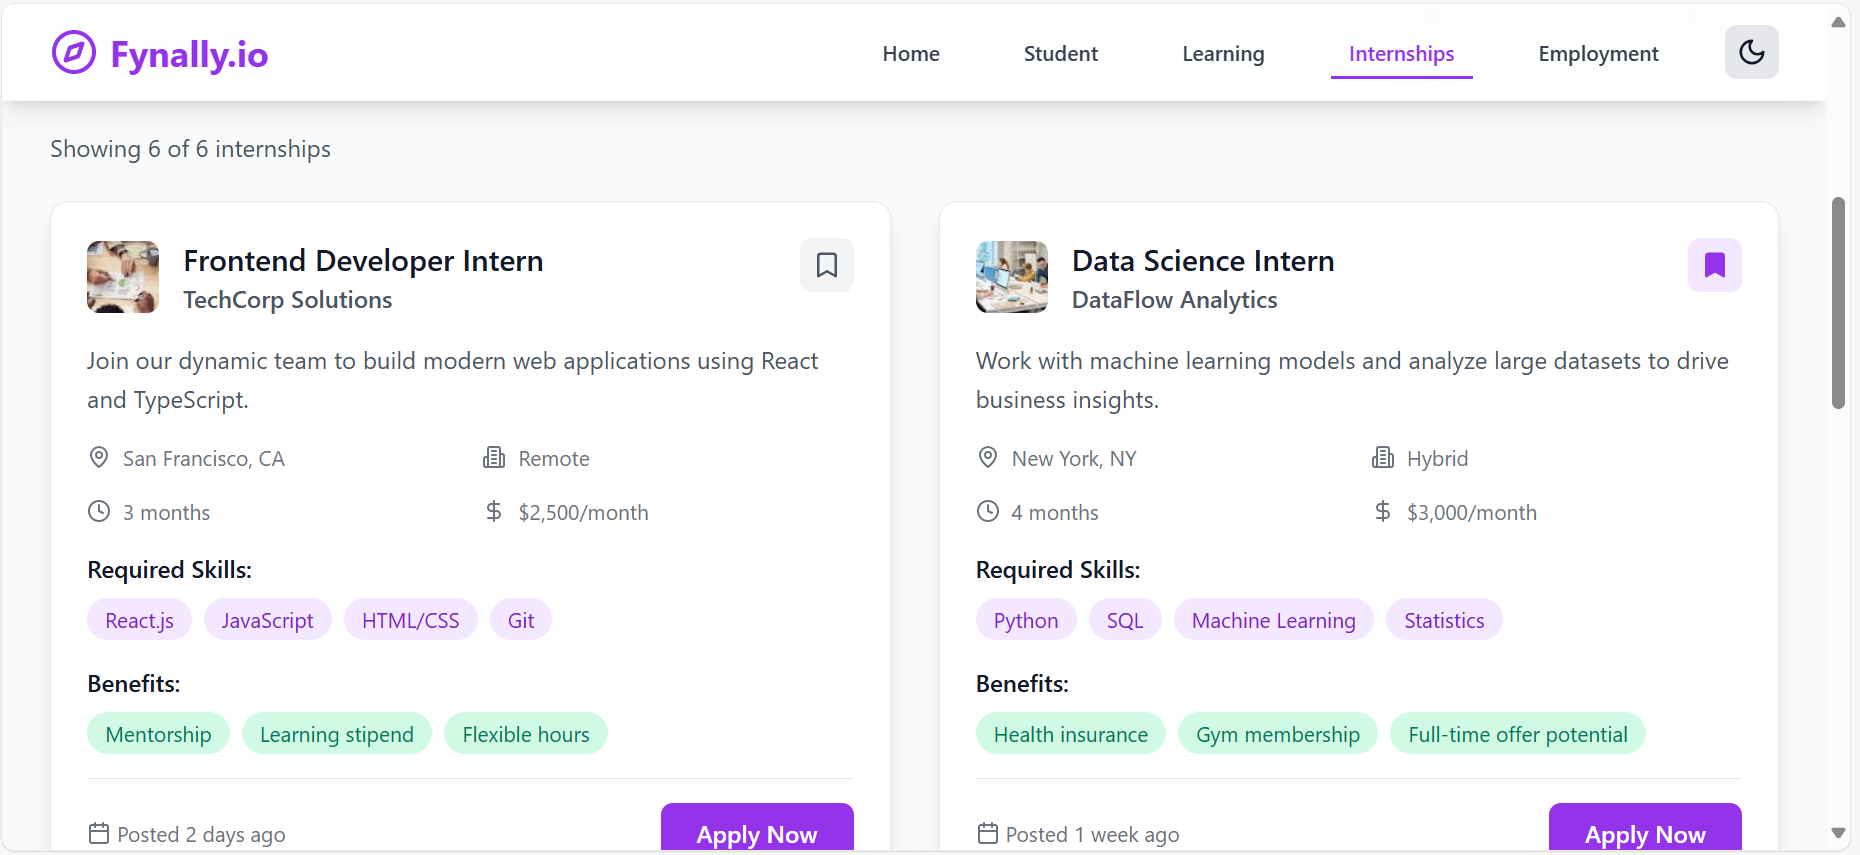 Fynally.io
Home Student Learning Internships Employment
Showing 6 of 6 internships
Frontend Developer Intern
TechCorp Solutions
Join our dynamic team to build modern web applications using React
and TypeScript.
San Francisco, CA
Remote
3 months
$2,500/month
Required Skills:
React.js JavaScript HTML/CSS Git
Benefits:
Mentorship Learning stipend Flexible hours
Posted 2 days ago
Apply Now
Data Science Intern
DataFlow Analytics
Work with machine learning models and analyze large datasets to drive
business insights.
New York, NY
Hybrid
4 months
$3,000/month
Required Skills:
Python SQL Machine Learning Statistics
Benefits:
Health insurance Gym membership Full-time offer potential
Posted 1 week ago
Apply Now